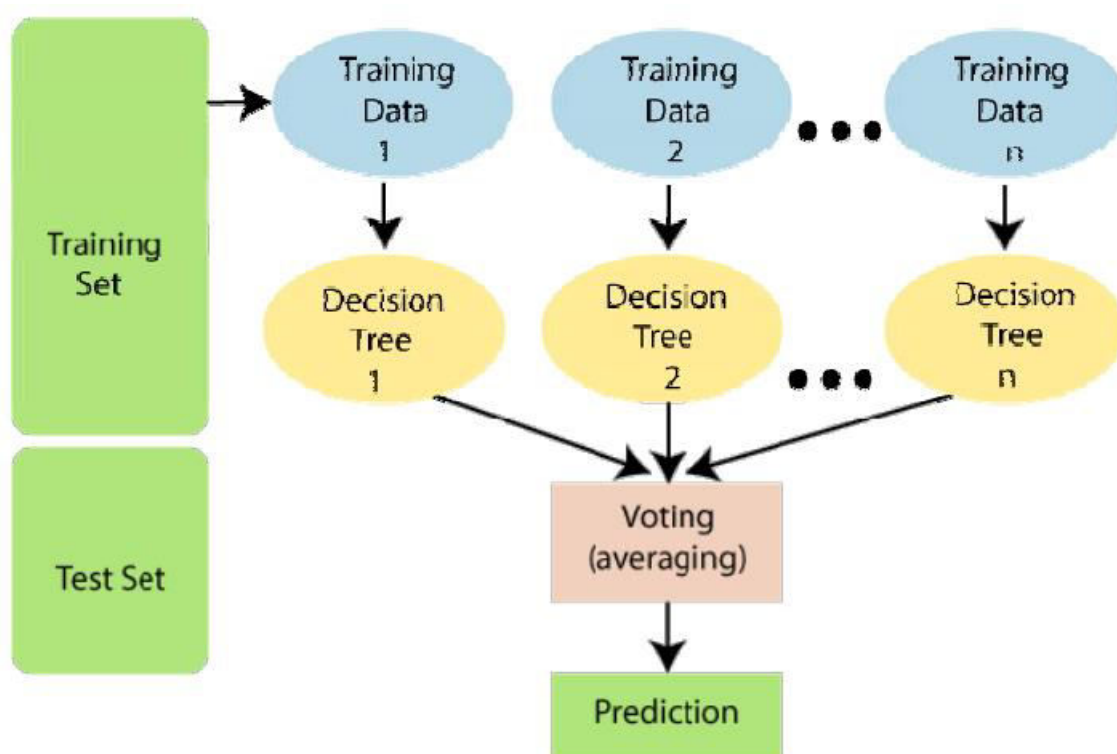 Training
Set
Test Set
Training
Data
1
Training
Data
2
Training
Data
n
Decision
Tree
1
Decision
Tree
2
Decision
Tree
n
Voting
(averaging)
Prediction